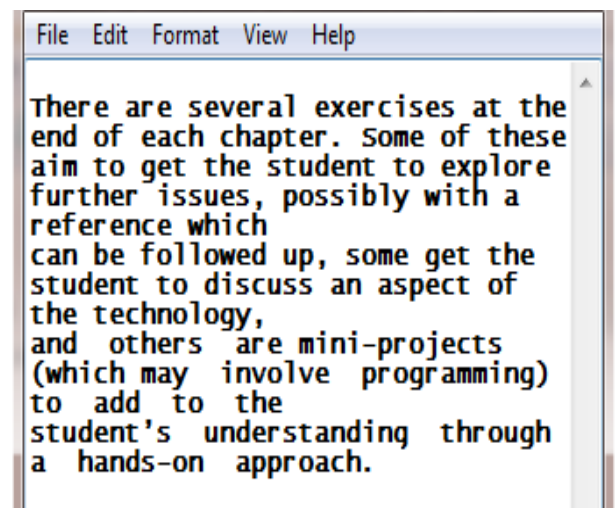 File Edit Format View Help
There are several exercises at the
end of each chapter. Some of these
aim to get the student to explore
further issues, possibly with a
reference which
can be followed up, some get the
student to discuss an aspect of
the technology,
and  others  are mini-projects
(which may  involve  programming)
to  add  to  the
student's  understanding  through
a  hands-on  approach.